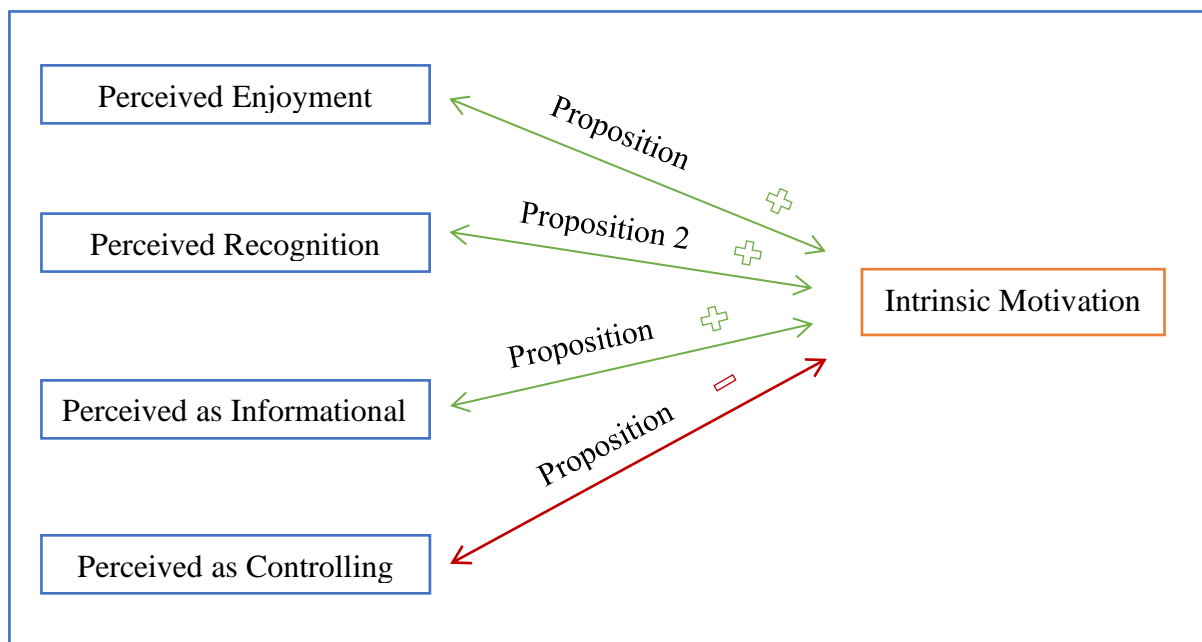 Perceived Enjoyment
Proposition
Perceived Recognition
Proposition 2
Intrinsic Motivation
Proposition
Perceived as Informational
Proposition
Perceived as Controlling